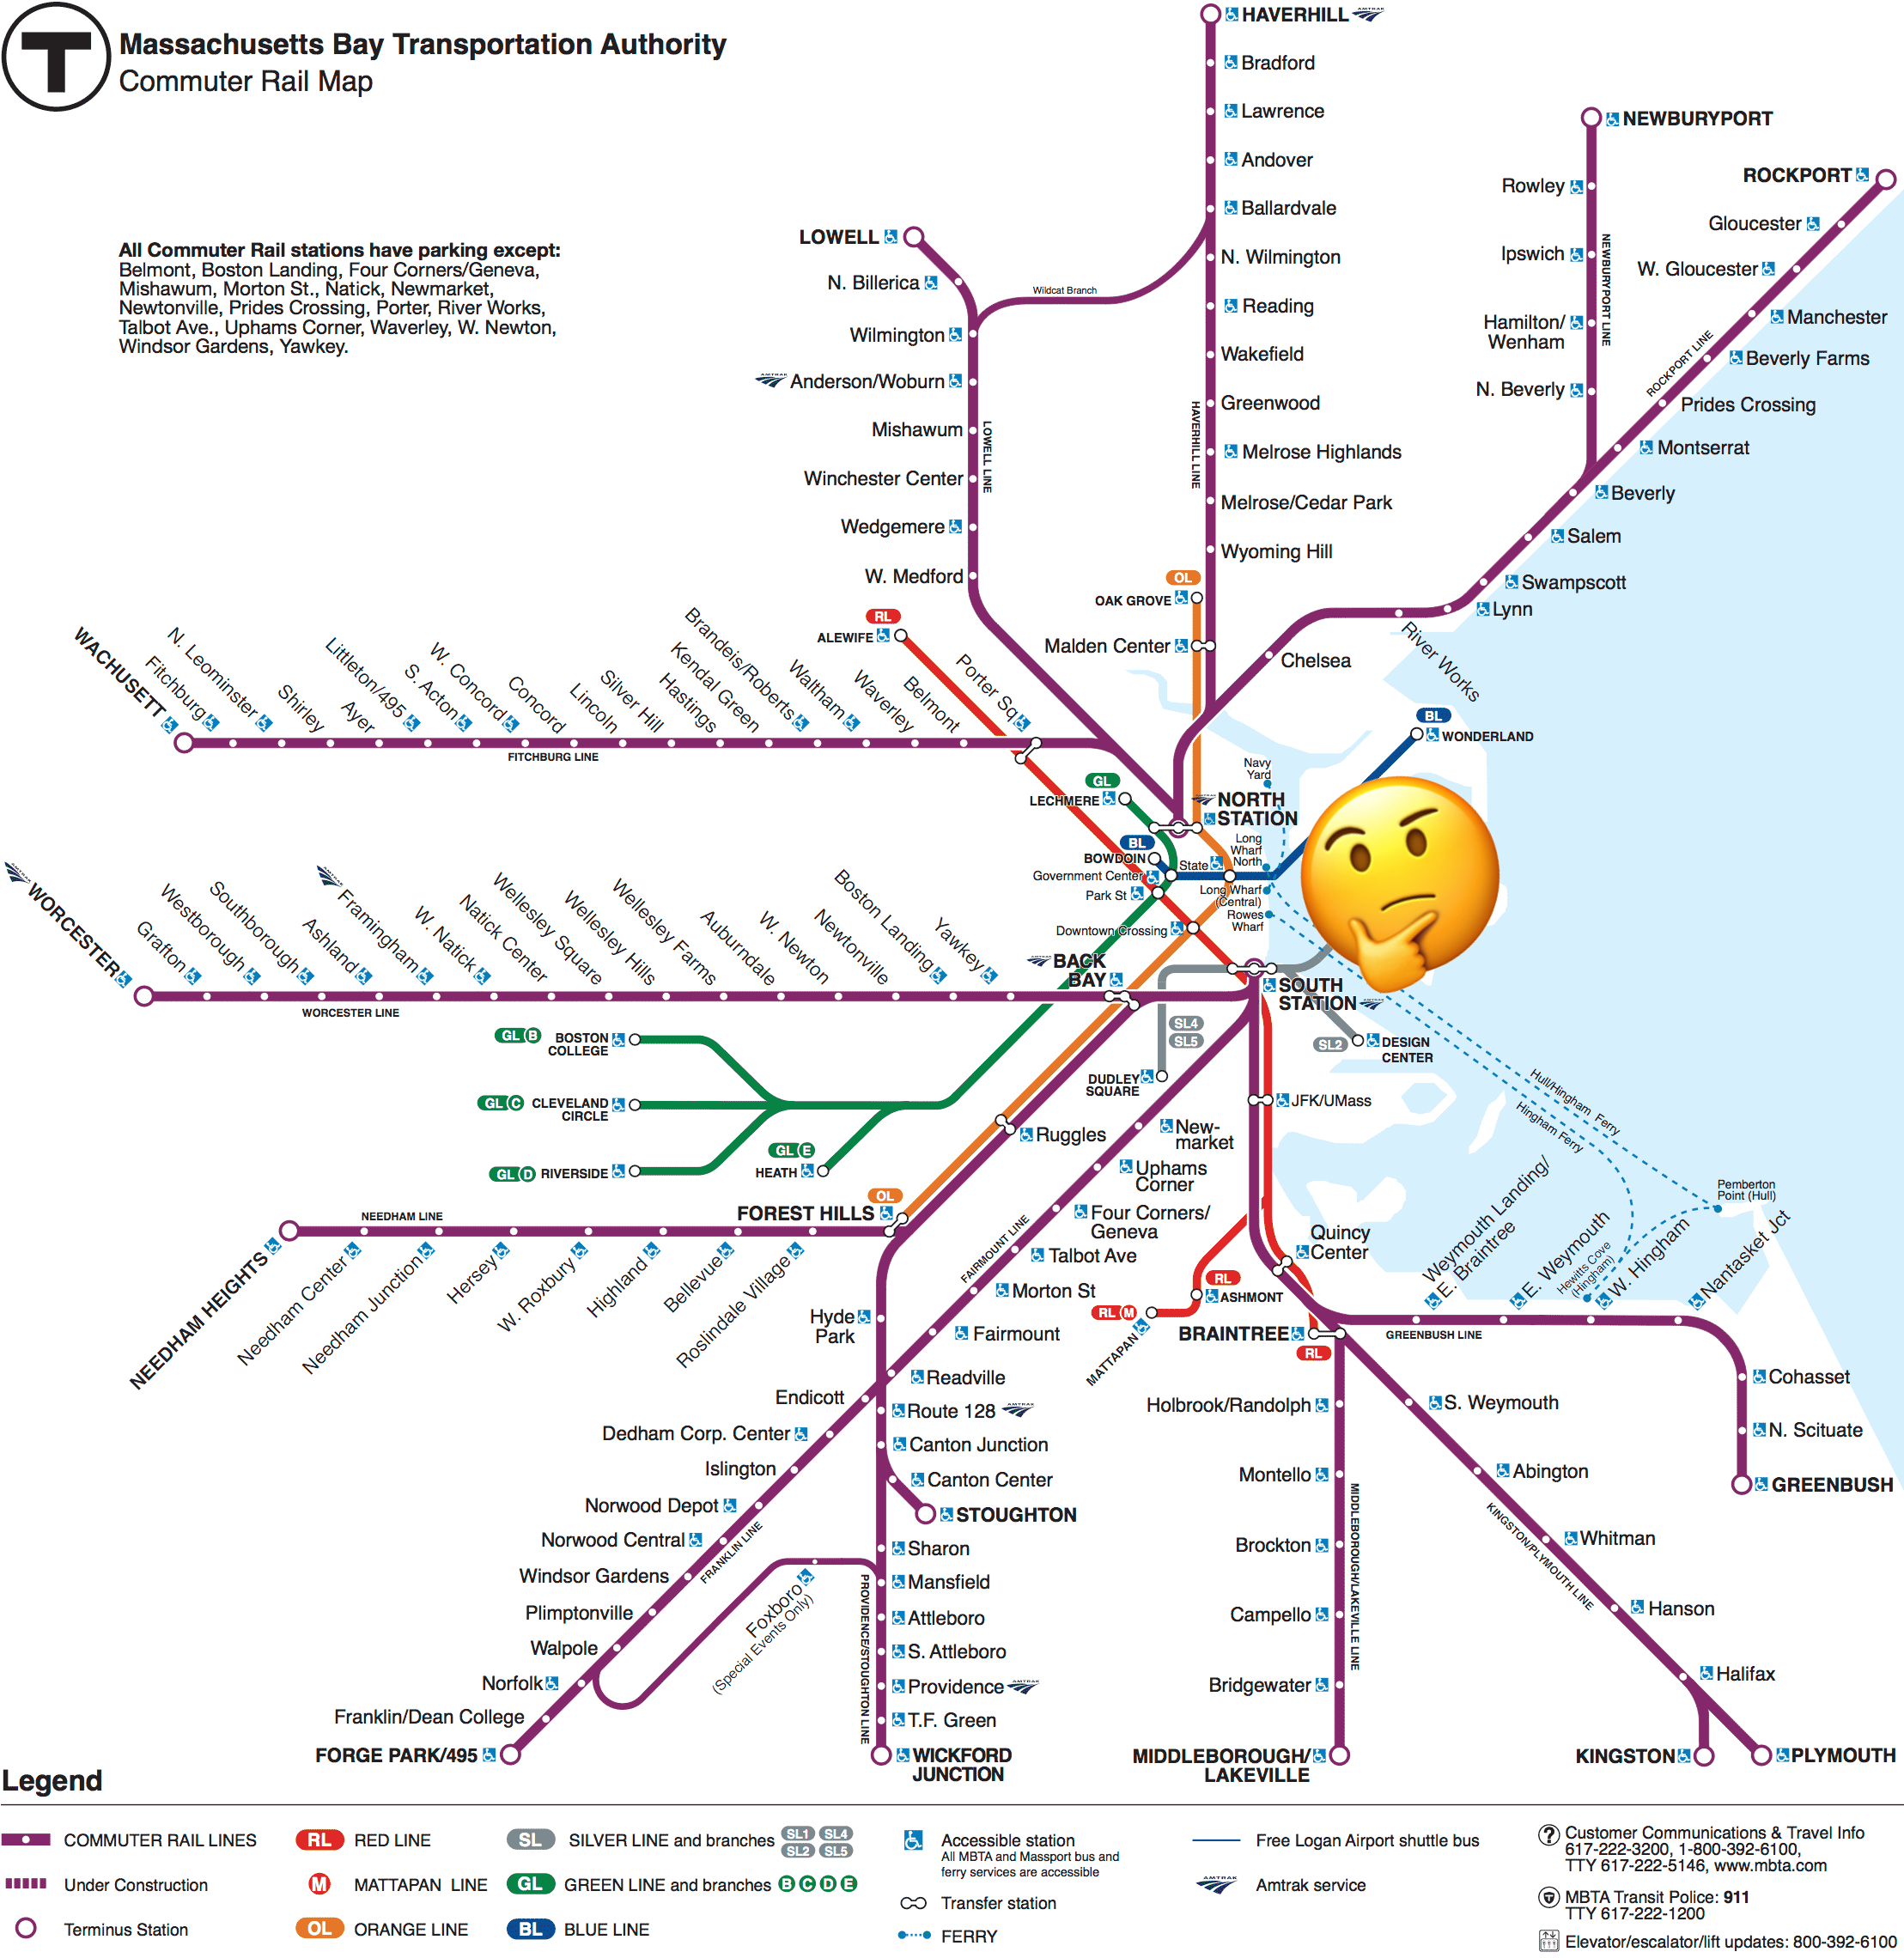 T
Massachusetts Bay Transportation Authority
Commuter Rail Map
All Commuter Rail stations have parking except:
Belmont, Boston Landing, Four Corners/Geneva,
Mishawum, Morton St., Natick, Newmarket,
Newtonville, Prides Crossing, Porter, River Works,
Talbot Ave., Uphams Corner, Waverley, W. Newton,
Windsor Gardens, Yawkey.
HAVERHILL
AMTRAK
Bradford
Lawrence
Andover
Ballardvale
N. Wilmington
Reading
Wakefield
Greenwood
Melrose Highlands
Melrose/Cedar Park
Wyoming Hill
HAVERHILL LINE
OL
OAK GROVE
Malden Center
NEWBURYPORT
Rowley
Ipswich
Hamilton/
Wenham
N. Beverly
NEWBURYPORT LINE
ROCKPORT
Gloucester
W. Gloucester
Manchester
Beverly Farms
Prides Crossing
Montserrat
ROCKPORT LINE
Beverly
Salem
Swampscott
Lynn
River Works
Chelsea
LOWELL
N. Billerica
Wilmington
AMTRAK
Anderson/Woburn
Mishawum
Winchester Center
Wedgemere
W. Medford
LOWELL LINE
Wildcat Branch
RL
ALEWIFE
WACHUSETT
Fitchburg
N. Leominster
Shirley
Ayer
Littleton/495
S. Acton
W. Concord
Concord
Lincoln
Silver Hill
Hastings
Kendal Green
Brandeis/Roberts
Waltham
Waverley
Belmont
Porter Sq
FITCHBURG LINE
BL
WONDERLAND
GL
LECHMERE
AMTRAK
NORTH
STATION
Navy
Yard
BL
BOWDOIN
State
Long
Wharf
North
Government Center
Park St
Long Wharf
(Central)
Rowes
Wharf
Downtown Crossing
AMTRAK
BACK
BAY
SOUTH
STATION
AMTRAK
AMTRAK
WORCESTER
Grafton
Westborough
Southborough
Ashland
AMTRAK
Framingham
W. Natick
Natick Center
Wellesley Square
Wellesley Hills
Wellesley Farms
Auburndale
W. Newton
Newtonville
Boston Landing
Yawkey
WORCESTER LINE
SL4
SL5
SL2
DESIGN
CENTER
DUDLEY
SQUARE
GL B
BOSTON
COLLEGE
GL C
CLEVELAND
CIRCLE
GL D
RIVERSIDE
GL E
HEATH
JFK/UMass
Ruggles
New-
market
Uphams
Corner
Four Corners/
Geneva
Talbot Ave
Morton St
Fairmount
FAIRMOUNT LINE
OL
FOREST HILLS
NEEDHAM LINE
NEEDHAM HEIGHTS
Needham Center
Needham Junction
Hersey
W. Roxbury
Highland
Bellevue
Roslindale Village
Hyde
Park
Readville
Endicott
Route 128
AMTRAK
Dedham Corp. Center
Canton Junction
Islington
Canton Center
Norwood Depot
STOUGHTON
Norwood Central
Sharon
Windsor Gardens
Mansfield
Plimptonville
Attleboro
Walpole
S. Attleboro
Norfolk
Providence
AMTRAK
Franklin/Dean College
T.F. Green
FORGE PARK/495
WICKFORD
JUNCTION
FRANKLIN LINE
PROVIDENCE/STOUGHTON LINE
Foxboro
(Special Events Only)
Quincy
Center
RL
ASHMONT
RL M
MATTAPAN
BRAINTREE
RL
Hull/Hingham Ferry
Hingham Ferry
Pemberton
Point (Hull)
Weymouth Landing/
E. Braintree
E. Weymouth
Hewitts Cove
(Hingham)
W. Hingham
Nantasket Jct
GREENBUSH LINE
Cohasset
N. Scituate
GREENBUSH
Holbrook/Randolph
Montello
Brockton
Campello
Bridgewater
MIDDLEBOROUGH/
LAKEVILLE
MIDDLEBOROUGH/LAKEVILLE LINE
S. Weymouth
Abington
Whitman
Hanson
Halifax
KINGSTON/PLYMOUTH LINE
KINGSTON
PLYMOUTH
Legend
COMMUTER RAIL LINES
Under Construction
Terminus Station
RL RED LINE
M MATTAPAN LINE
OL ORANGE LINE
SL SILVER LINE and branches SL1 SL4
SL2 SL5
GL GREEN LINE and branches B C D E
BL BLUE LINE
Accessible station
All MBTA and Massport bus and
ferry services are accessible
Transfer station
FERRY
Free Logan Airport shuttle bus
AMTRAK
Amtrak service
? Customer Communications & Travel Info
617-222-3200, 1-800-392-6100,
TTY 617-222-5146, www.mbta.com
T MBTA Transit Police: 911
TTY 617-222-1200
Elevator/escalator/lift updates: 800-392-6100